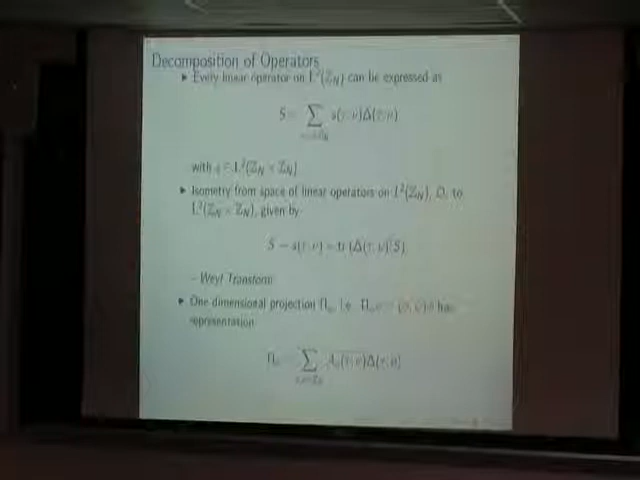 Decomposition of Operators
▸ Every linear operator on L²(ℤ_N) can be expressed as
S = ∑ s(τ, ν)Δ(τ, ν)
with s ∈ L²(ℤ_N × ℤ_N)
▸ Isometry from space of linear operators on L²(ℤ_N), to
L²(ℤ_N × ℤ_N), given by
S → s(τ, ν) = tr (Δ(τ, ν) S)
– Weyl Transform
▸ One dimensional projection Π i.e. has
representation
Π = ∑ A (τ, ν)Δ(τ, ν)